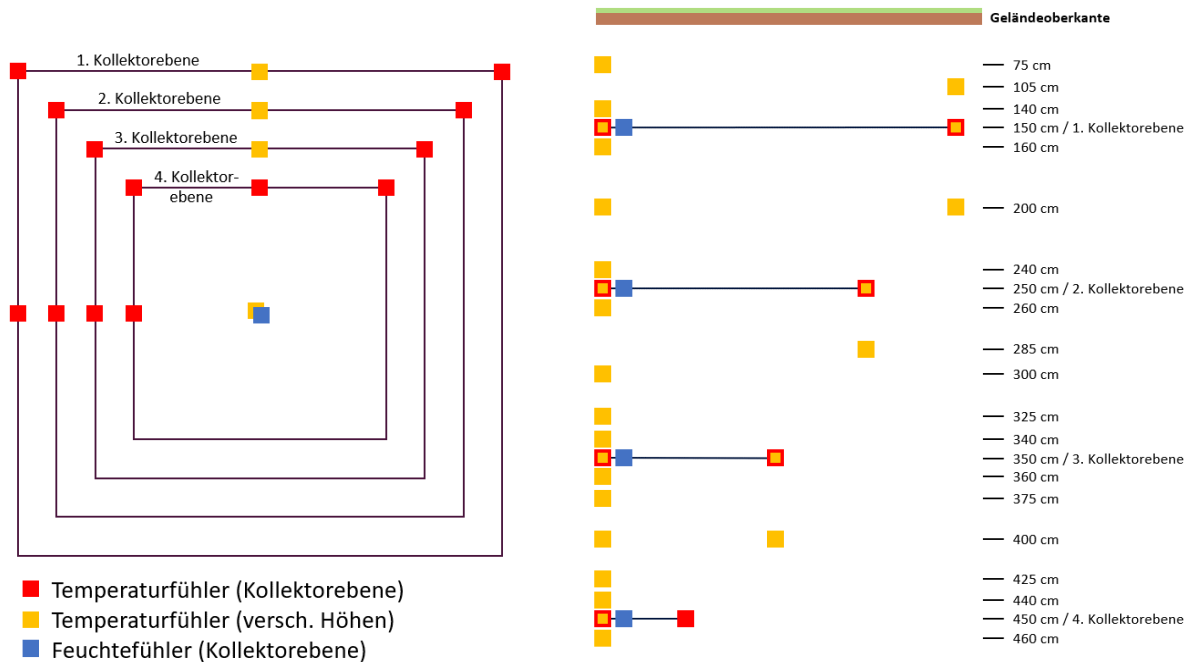 1. Kollektorebene
2. Kollektorebene
3. Kollektorebene
4. Kollektor-
ebene
Temperaturfühler (Kollektorebene)
Temperaturfühler (versch. Höhen)
Feuchtefühler (Kollektorebene)
Geländeoberkante
75 cm
105 cm
140 cm
150 cm / 1. Kollektorebene
160 cm
200 cm
240 cm
250 cm / 2. Kollektorebene
260 cm
285 cm
300 cm
325 cm
340 cm
350 cm / 3. Kollektorebene
360 cm
375 cm
400 cm
425 cm
440 cm
450 cm / 4. Kollektorebene
460 cm